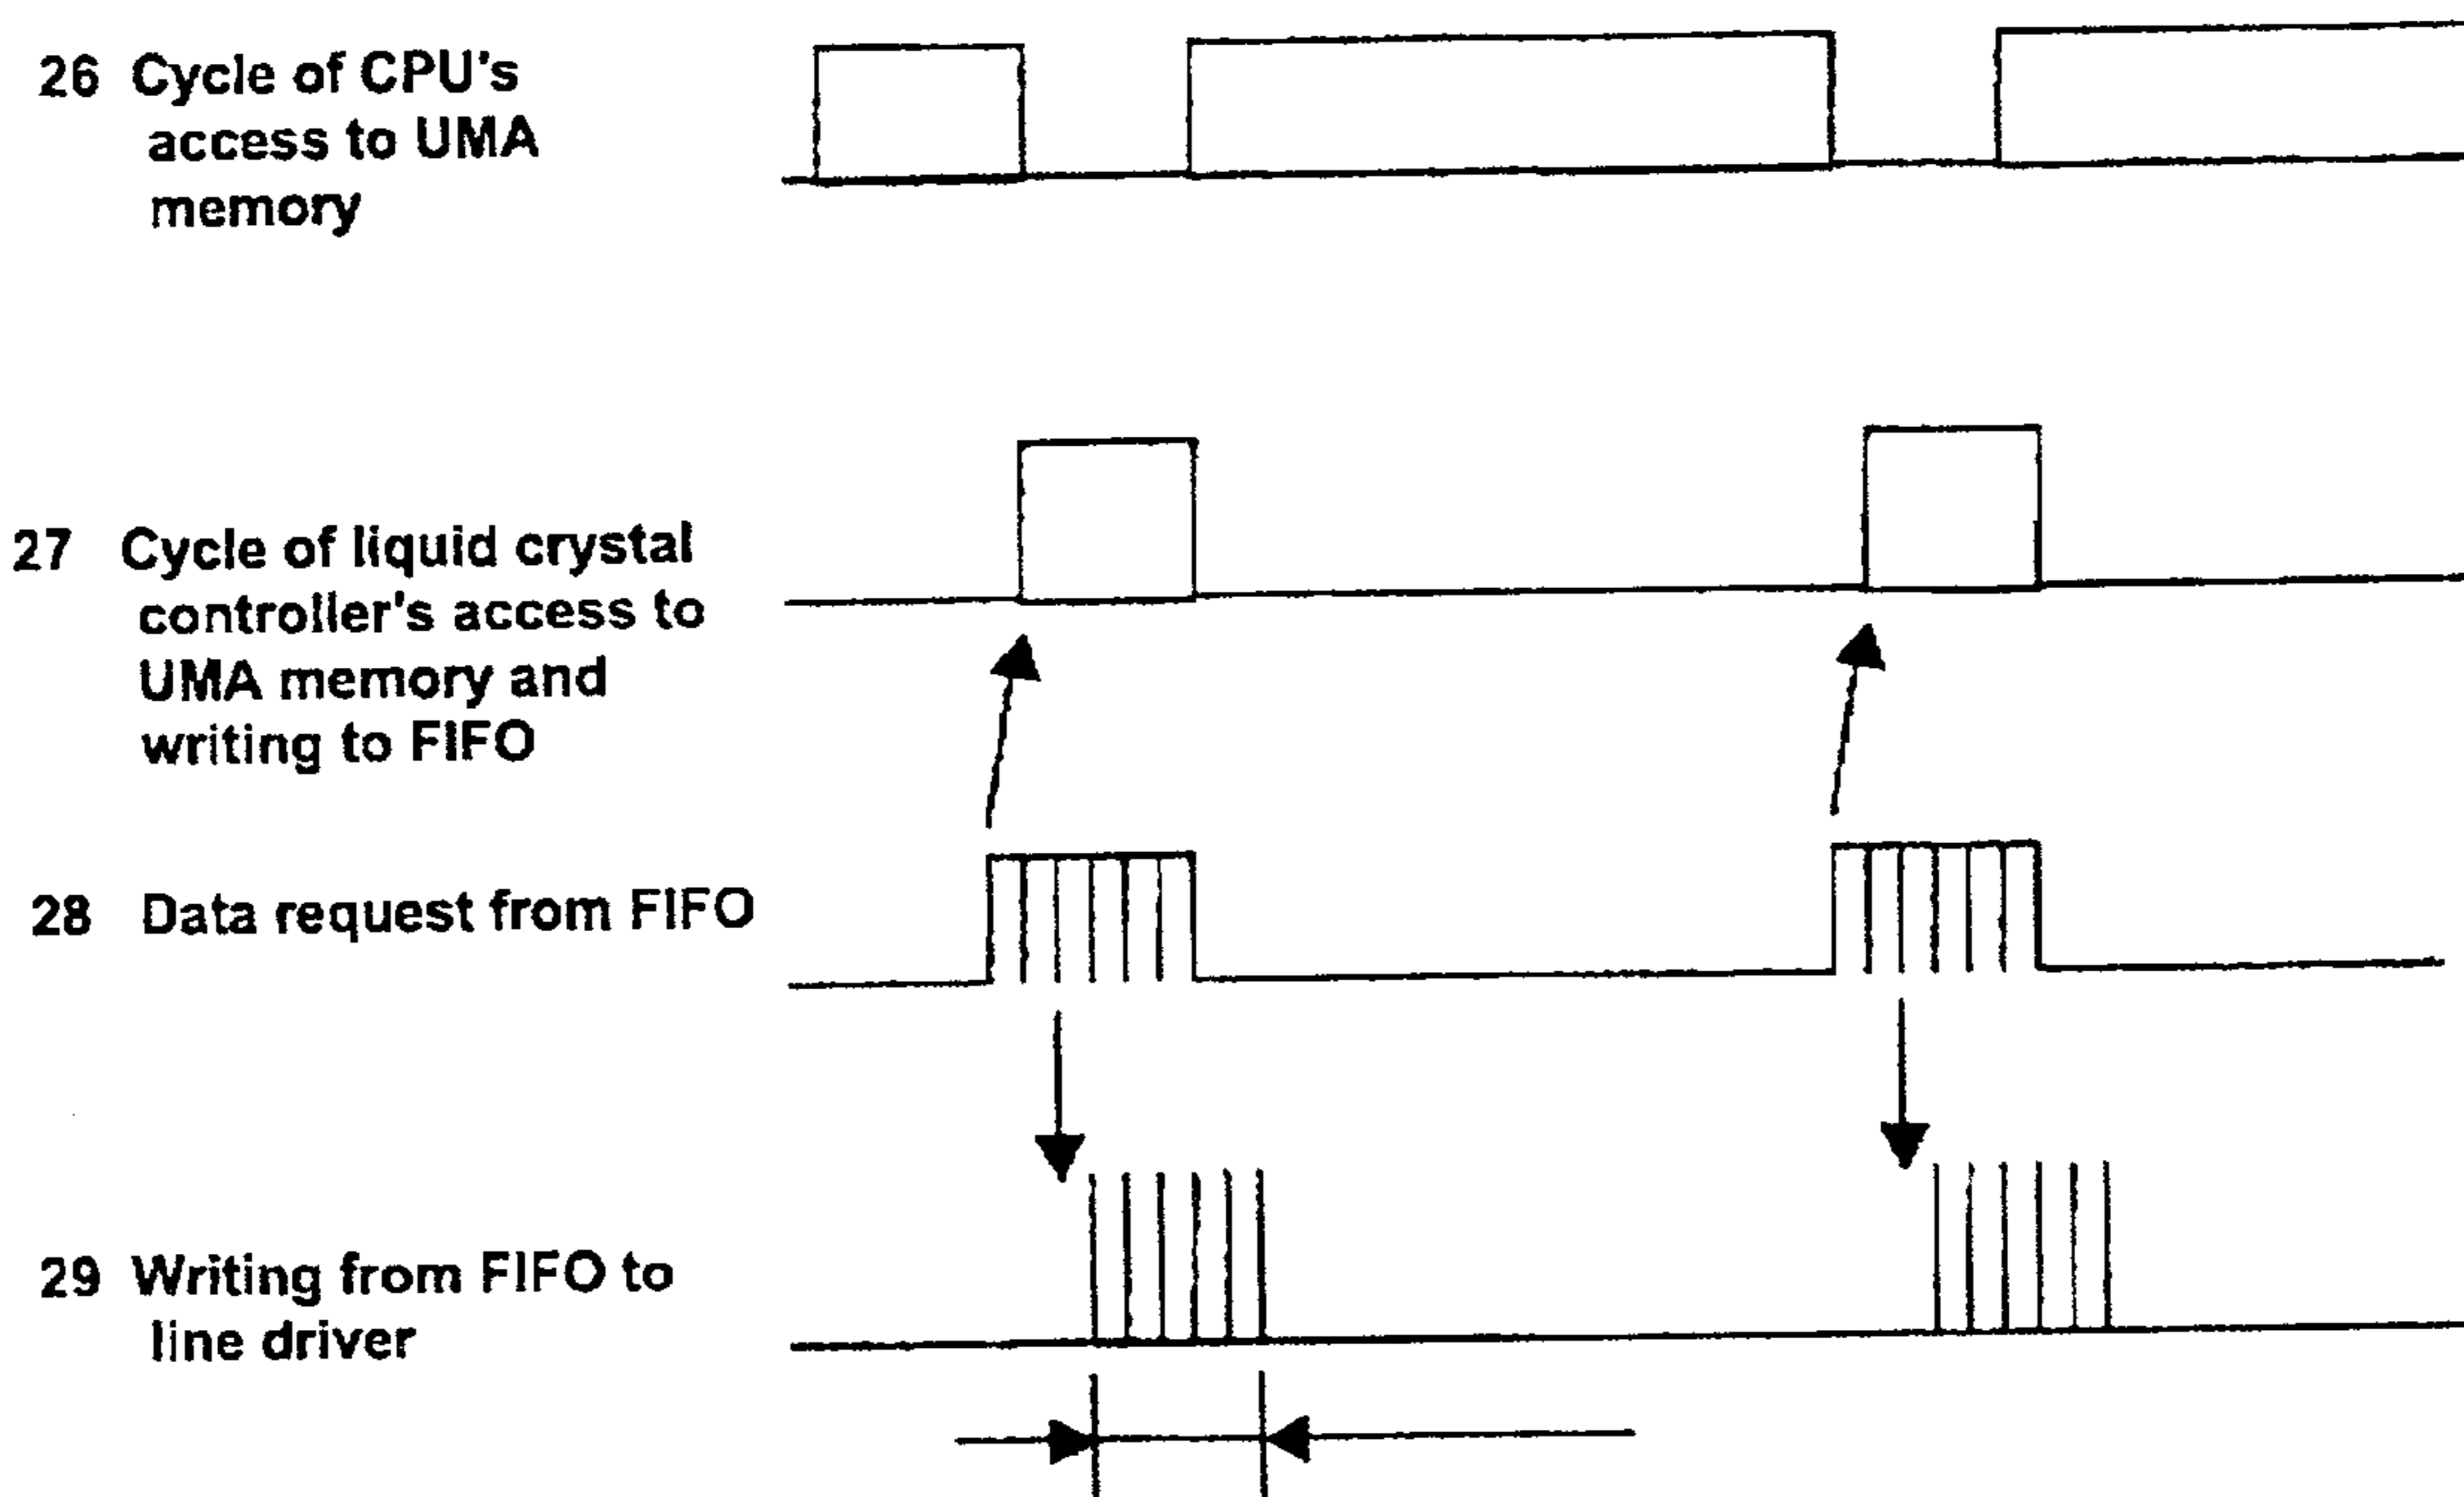 26 Cycle of CPU's
access to UMA
memory
27 Cycle of liquid crystal
controller's access to
UMA memory and
writing to FIFO
28 Data request from FIFO
29 Writing from FIFO to
line driver